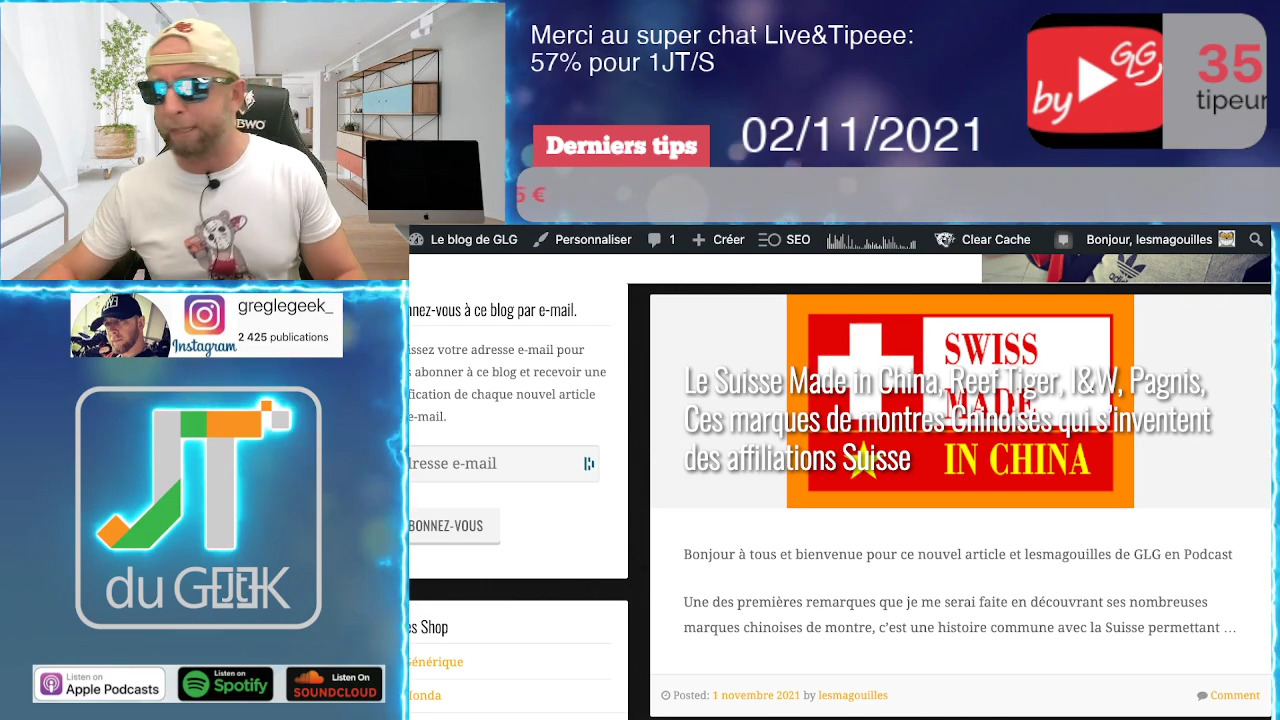 Merci au super chat Live&Tipeee:
57% pour 1JT/S
by GLG
35
tipeur
Derniers tips
02/11/2021
5 €
BWO
Le blog de GLG
Personnaliser
1
Créer
SEO
Clear Cache
Bonjour, lesmagouilles
greglegeek_
Instagram
2 425 publications
nnez-vous à ce blog par e-mail.
issez votre adresse e-mail pour
s abonner à ce blog et recevoir une
fication de chaque nouvel article
e-mail.
dresse e-mail
BONNEZ-VOUS
SWISS
MADE
IN CHINA
Le Suisse Made in China, Reef Tiger, I&W, Pagnis,
Ces marques de montres Chinoises qui s'inventent
des affiliations Suisse
Bonjour à tous et bienvenue pour ce nouvel article et lesmagouilles de GLG en Podcast
Une des premières remarques que je me serai faite en découvrant ses nombreuses
marques chinoises de montre, c’est une histoire commune avec la Suisse permettant …
Posted: 1 novembre 2021 by lesmagouilles
Comment
es Shop
Générique
Honda
JT
du GEEK
Listen on
Apple Podcasts
Listen on
Spotify
Listen On
SOUNDCLOUD